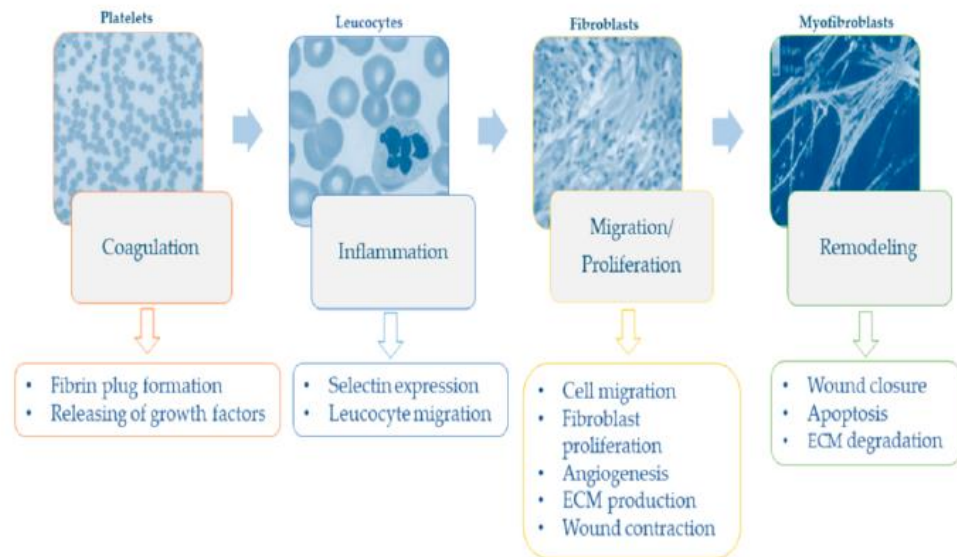 Platelets
Leucocytes
Fibroblasts
Myofibroblasts
Coagulation
Inflammation
Migration/
Proliferation
Remodeling
• Fibrin plug formation
• Releasing of growth factors
• Selectin expression
• Leucocyte migration
• Cell migration
• Fibroblast
proliferation
• Angiogenesis
• ECM production
• Wound contraction
• Wound closure
• Apoptosis
• ECM degradation